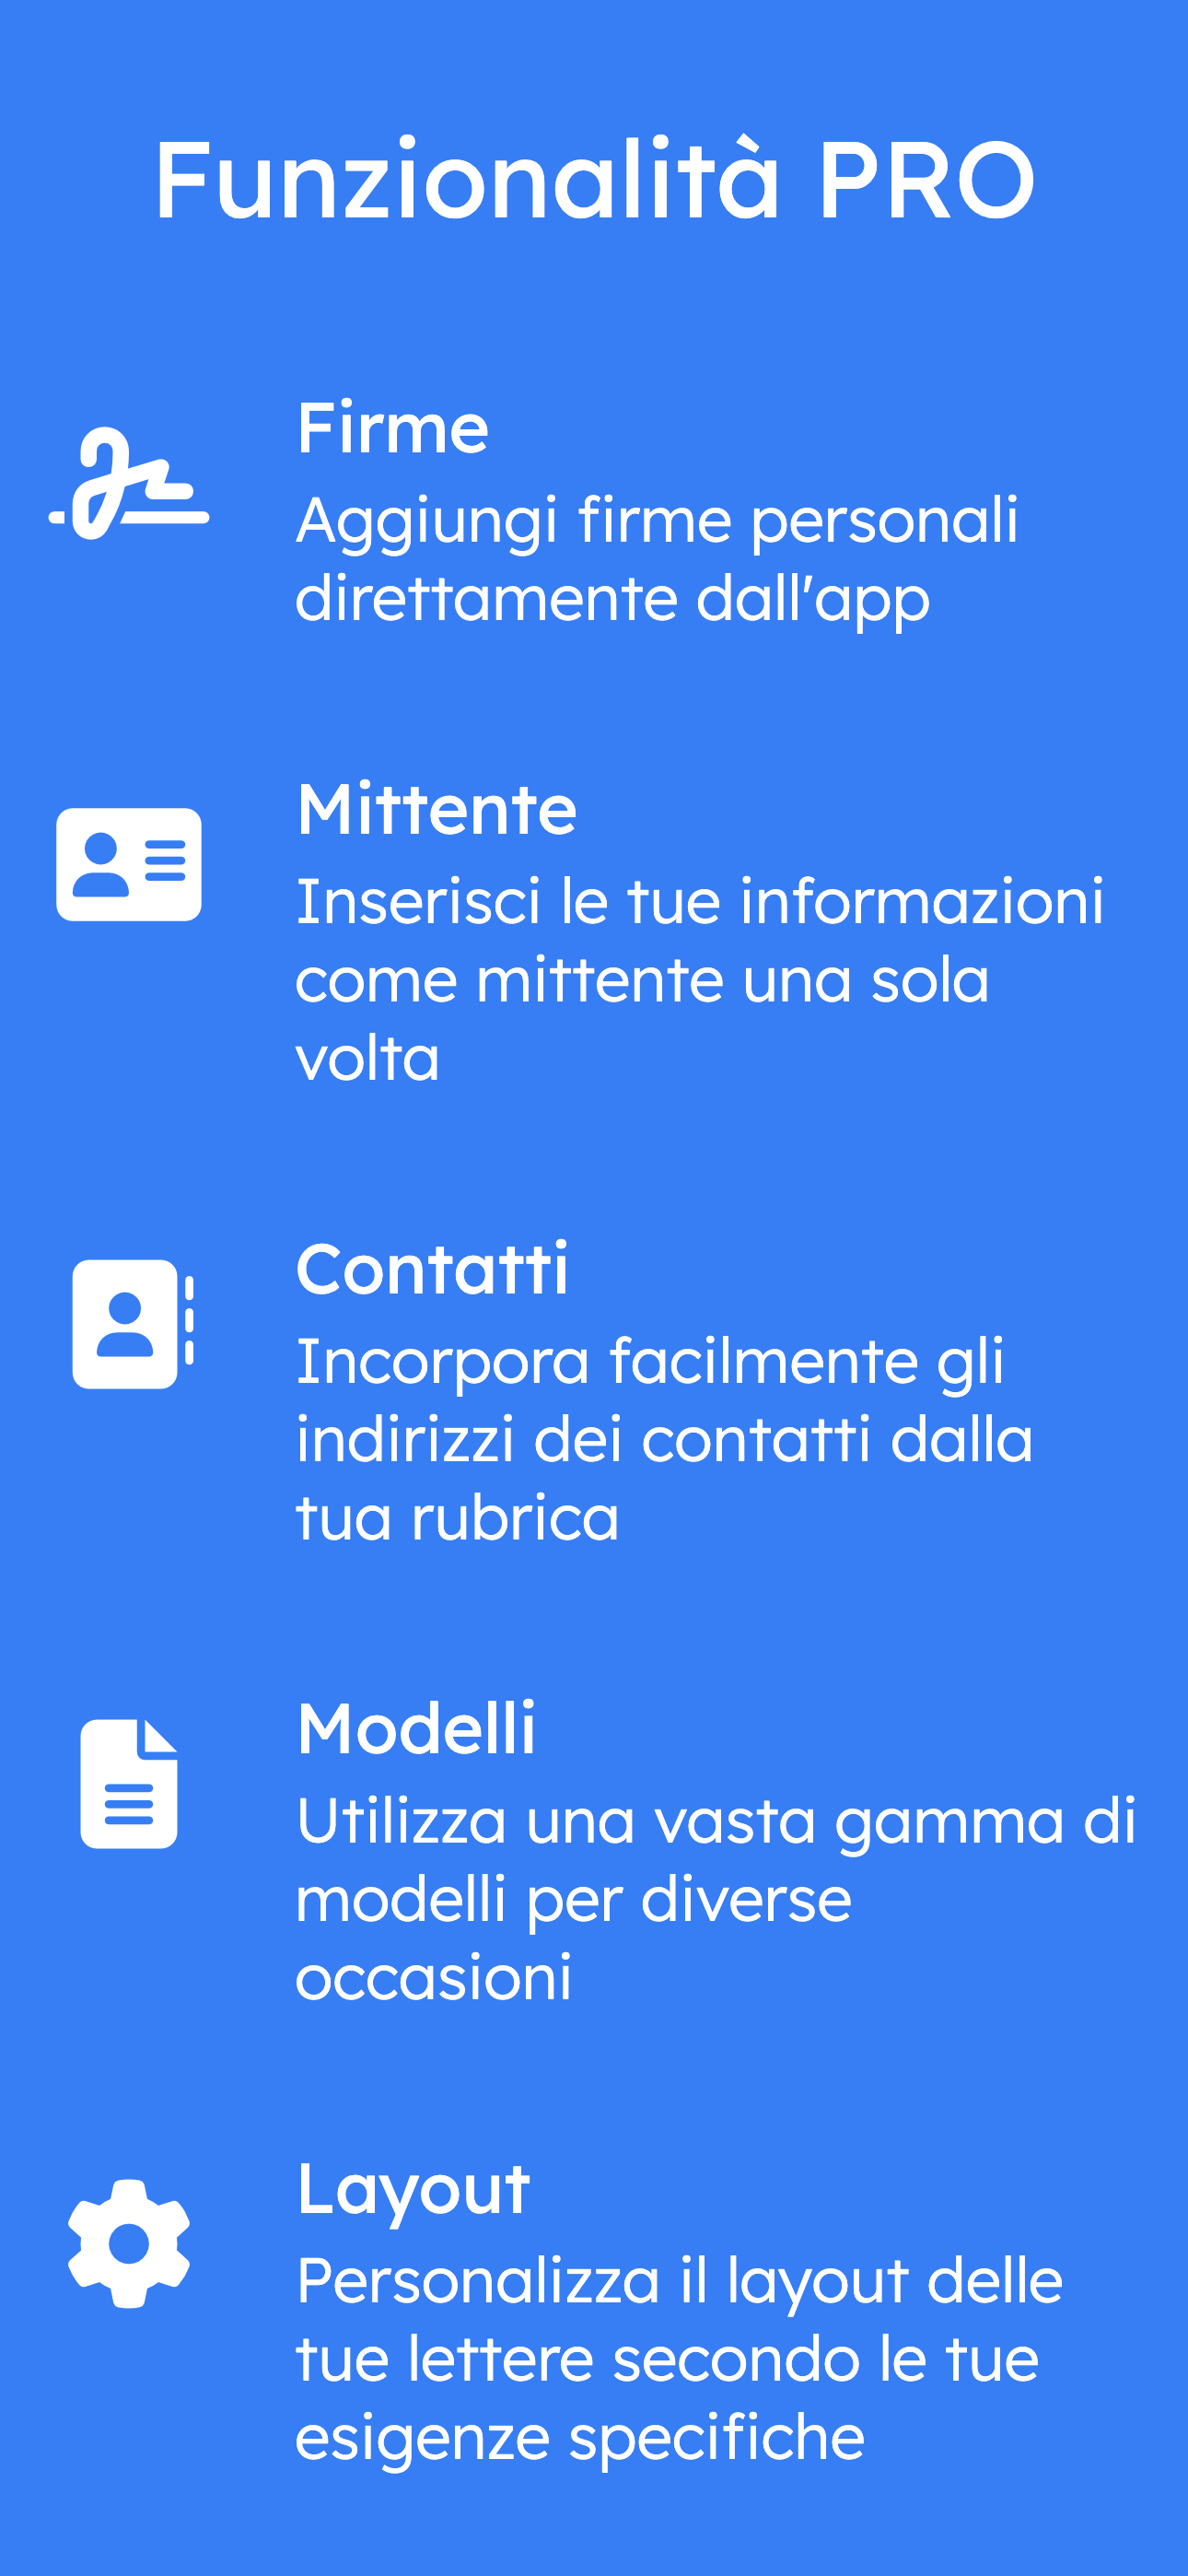 Funzionalità PRO
Firme
Aggiungi firme personali
direttamente dall'app
Mittente
Inserisci le tue informazioni
come mittente una sola
volta
Contatti
Incorpora facilmente gli
indirizzi dei contatti dalla
tua rubrica
Modelli
Utilizza una vasta gamma di
modelli per diverse
occasioni
Layout
Personalizza il layout delle
tue lettere secondo le tue
esigenze specifiche